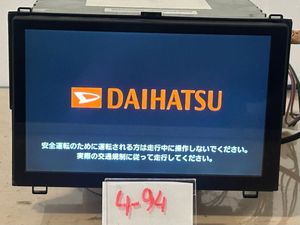 DAIHATSU
安全運転のために運転される方は走行中に操作しないでください。
実際の交通規制に従って走行してください。
4-94